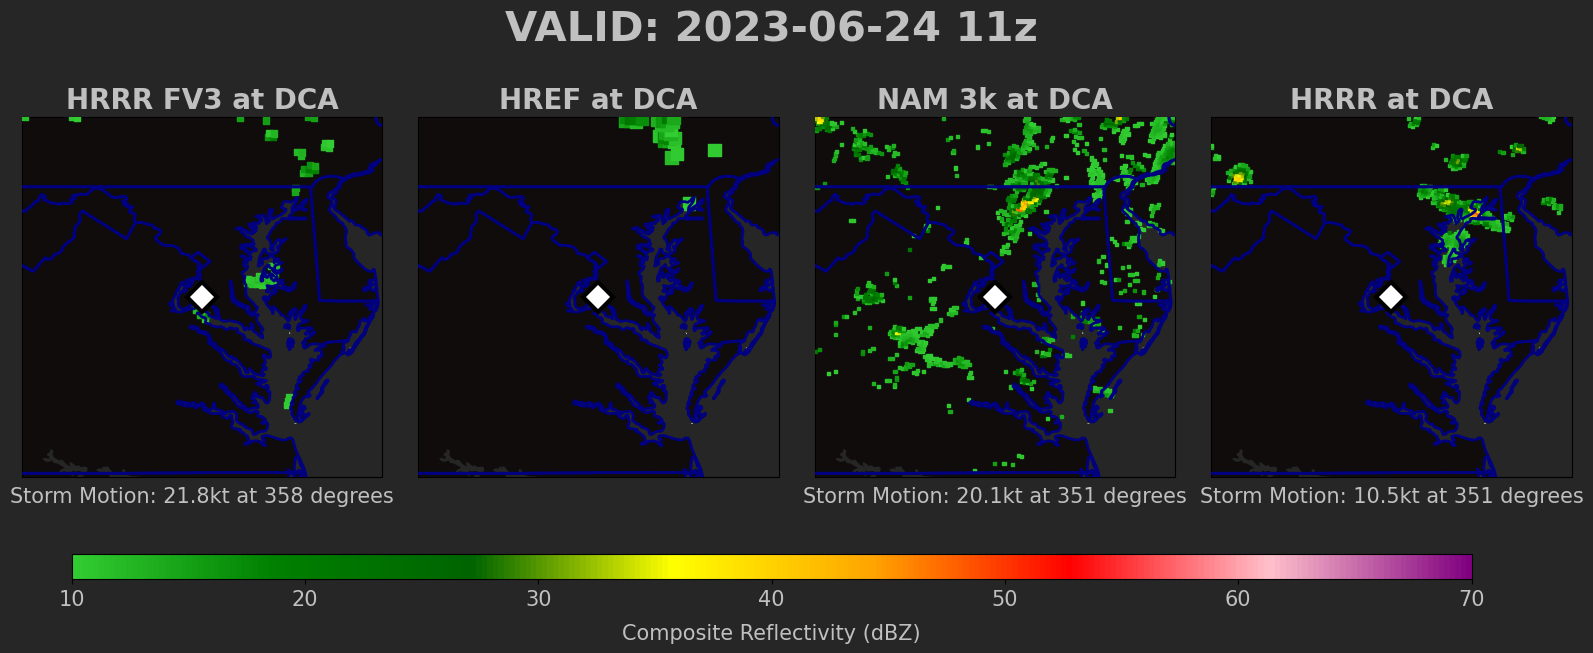 VALID: 2023-06-24 11z
HRRR FV3 at DCA
HREF at DCA
NAM 3k at DCA
HRRR at DCA
Storm Motion: 21.8kt at 358 degrees
Storm Motion: 20.1kt at 351 degrees
Storm Motion: 10.5kt at 351 degrees
10 20 30 40 50 60 70
Composite Reflectivity (dBZ)